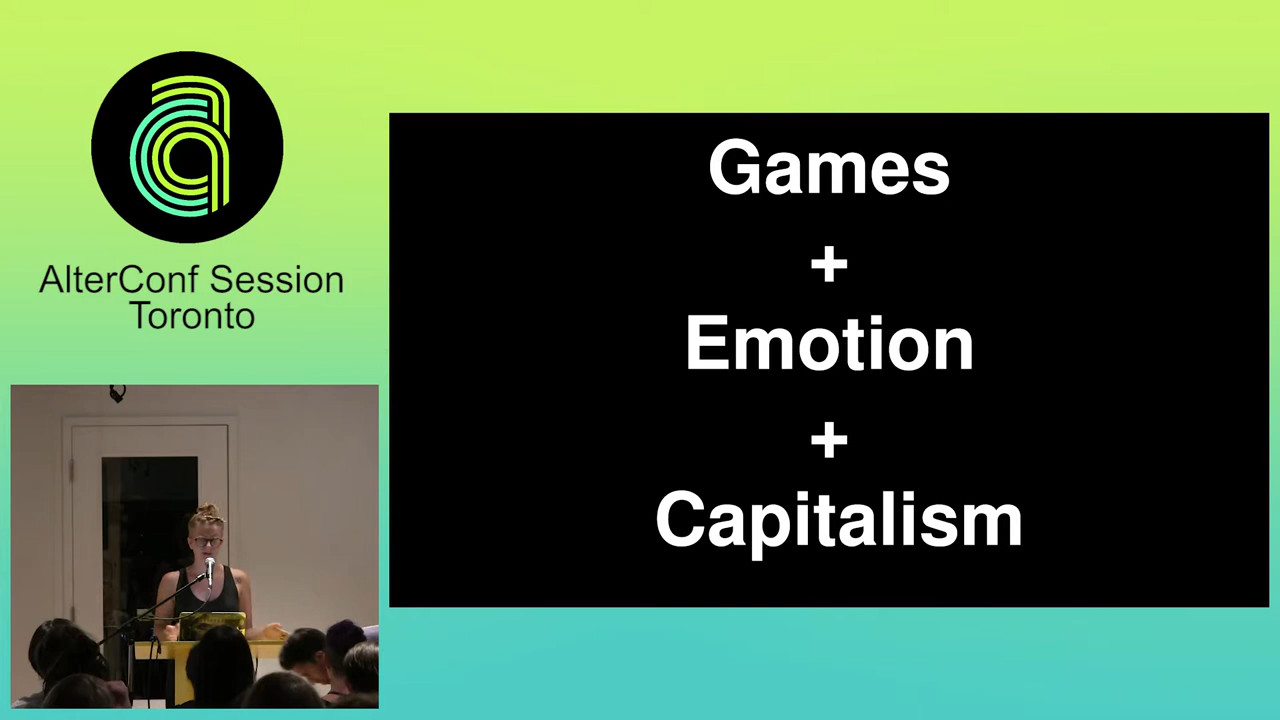 AlterConf Session
Toronto
Games
+
Emotion
+
Capitalism